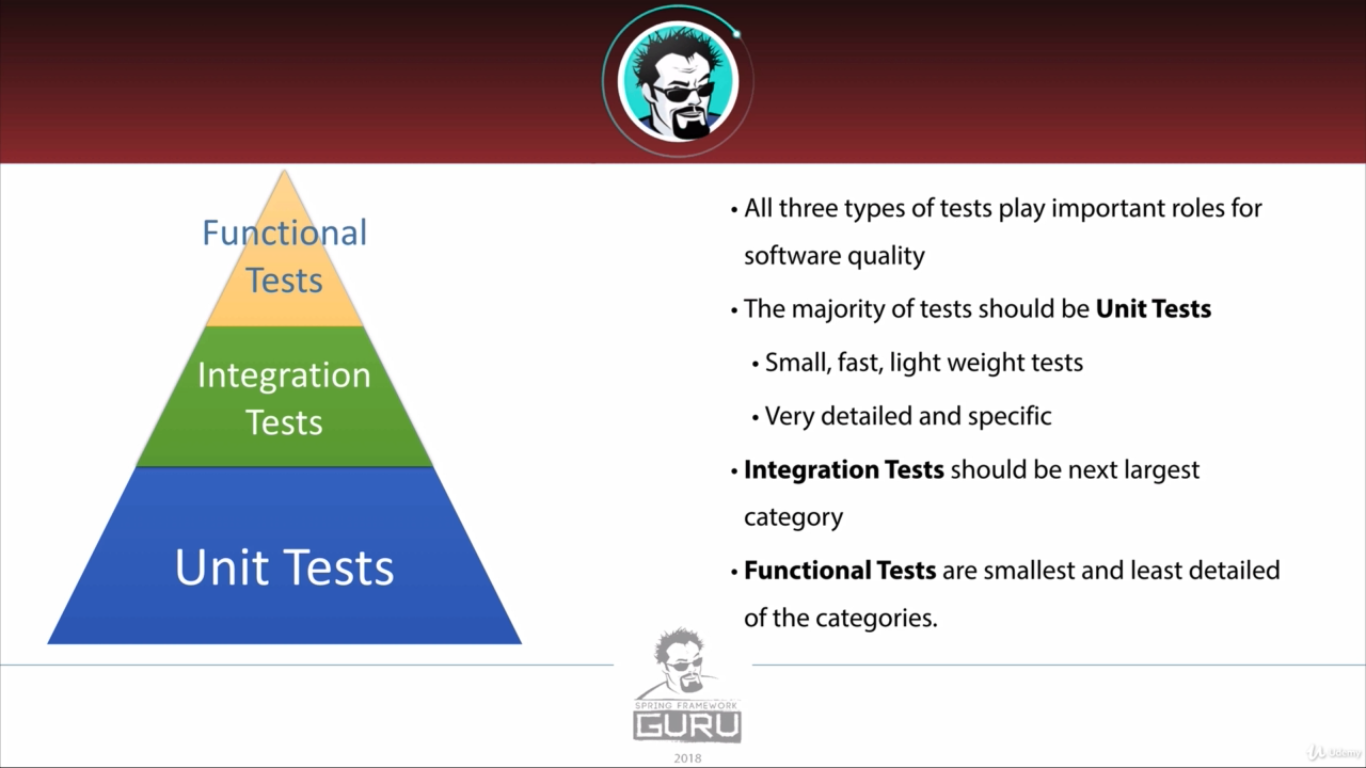 Functional
Tests
Integration
Tests
Unit Tests
• All three types of tests play important roles for
software quality
• The majority of tests should be Unit Tests
• Small, fast, light weight tests
• Very detailed and specific
• Integration Tests should be next largest
category
• Functional Tests are smallest and least detailed
of the categories.
SPRING FRAMEWORK
GURU
2018
Udemy